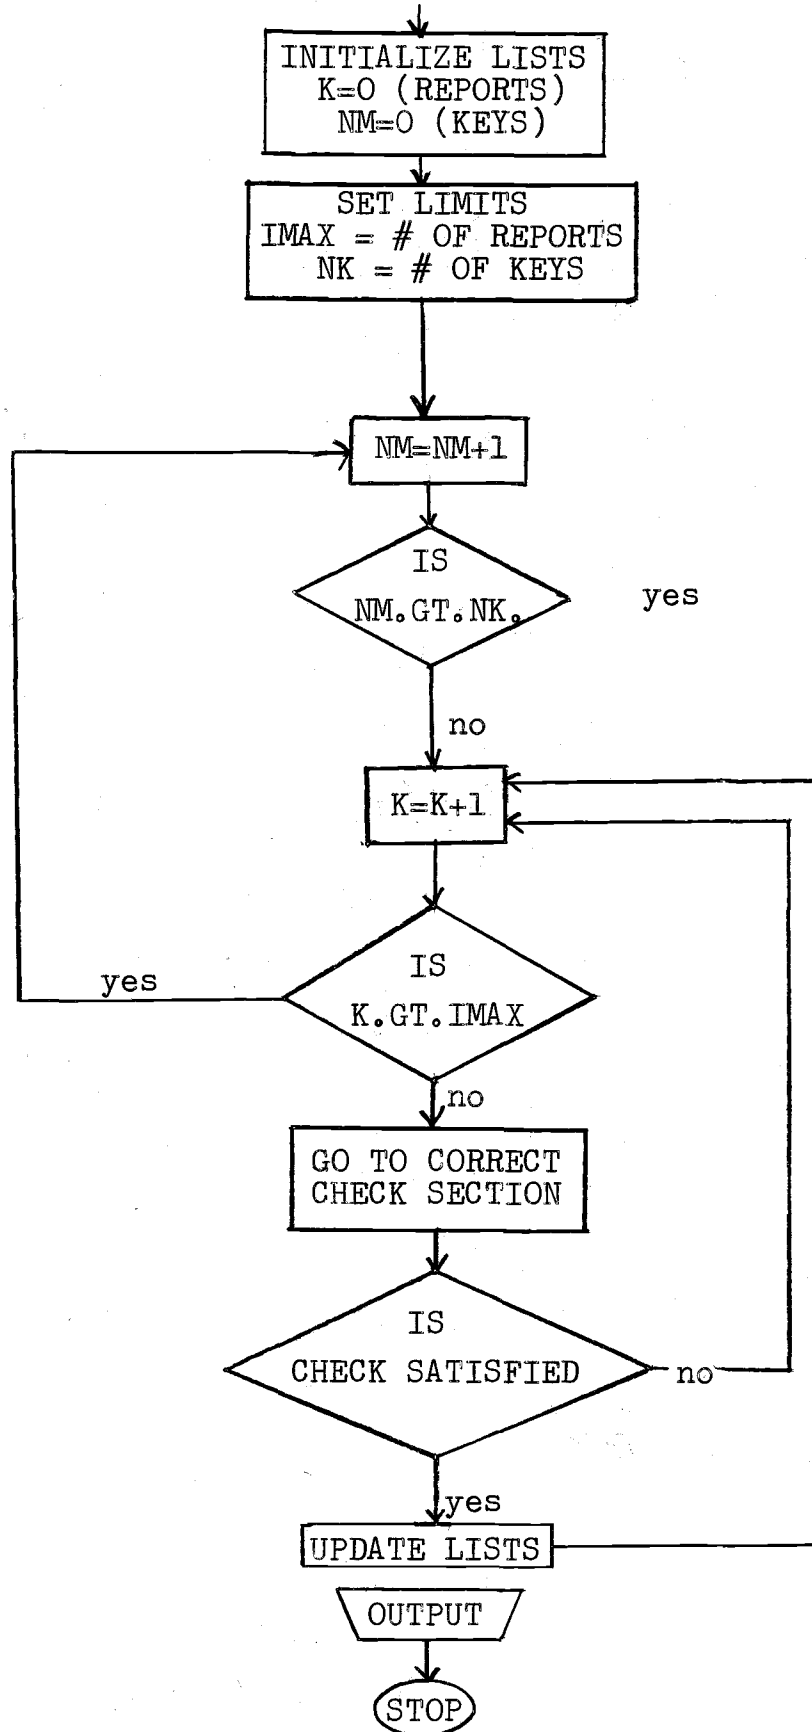 INITIALIZE LISTS
K=0 (REPORTS)
NM=0 (KEYS)
SET LIMITS
IMAX = # OF REPORTS
NK = # OF KEYS
NM=NM+1
IS
NM.GT.NK.
yes
no
K=K+1
IS
K.GT.IMAX
yes
no
GO TO CORRECT
CHECK SECTION
IS
CHECK SATISFIED
no
yes
UPDATE LISTS
OUTPUT
STOP